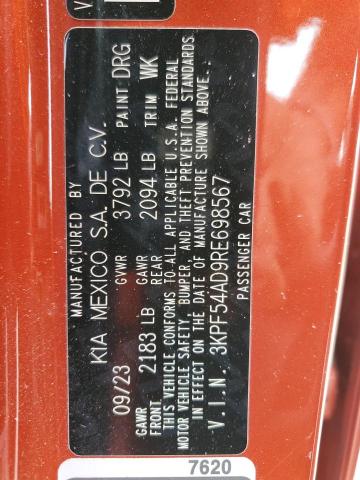 MANUFACTURED BY
KIA MEXICO S.A. DE C.V.
09/23 GVWR 3792 LB PAINT DRG
GAWR FRONT 2183 LB GAWR REAR 2094 LB TRIM WK
THIS VEHICLE CONFORMS TO ALL APPLICABLE U.S.A. FEDERAL
MOTOR VEHICLE SAFETY, BUMPER, AND THEFT PREVENTION STANDARDS
IN EFFECT ON THE DATE OF MANUFACTURE SHOWN ABOVE.
V.I.N. 3KPF54AD9RE698567
PASSENGER CAR
7620